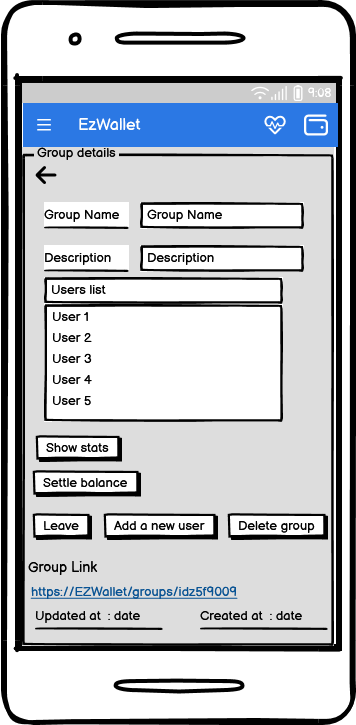 9:08
EzWallet
Group details
Group Name Group Name
Description Description
Users list
User 1
User 2
User 3
User 4
User 5
Show stats
Settle balance
Leave Add a new user Delete group
Group Link
https://EZWallet/groups/idz5f9009
Updated at : date Created at : date